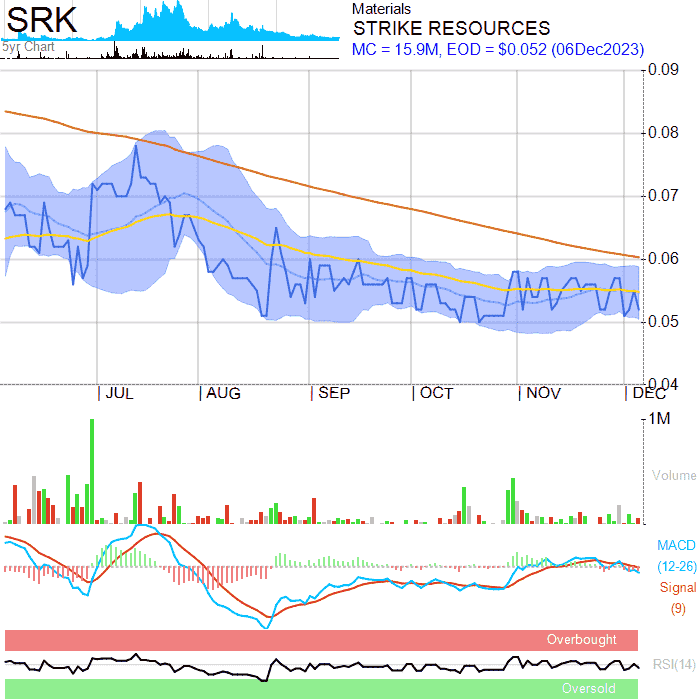 SRK
5yr Chart
Materials
STRIKE RESOURCES
MC = 15.9M, EOD = $0.052 (06Dec2023)
0.09
0.08
0.07
0.06
0.05
0.04
JUL
AUG
SEP
OCT
NOV
DEC
1M
Volume
MACD
(12-26)
Signal
(9)
Overbought
RSI(14)
Oversold